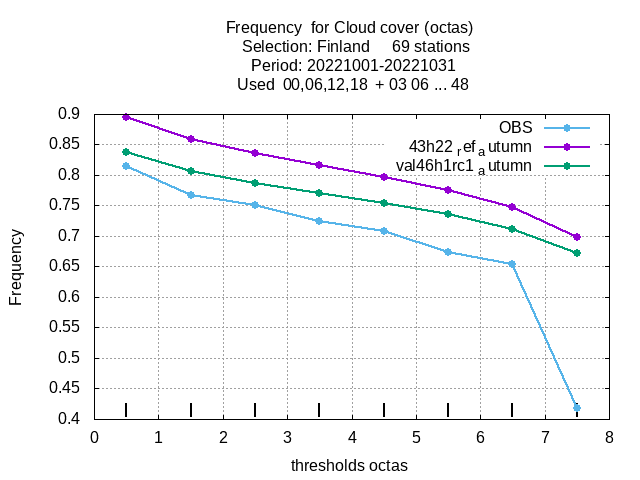 Frequency  for Cloud cover (octas)
Selection: Finland     69 stations
Period: 20221001-20221031
Used  00,06,12,18  + 03 06 ... 48
OBS
43h22_ref_autumn
val46h1rc1_autumn
0.9
0.85
0.8
0.75
0.7
0.65
0.6
0.55
0.5
0.45
0.4
Frequency
0 1 2 3 4 5 6 7 8
thresholds octas